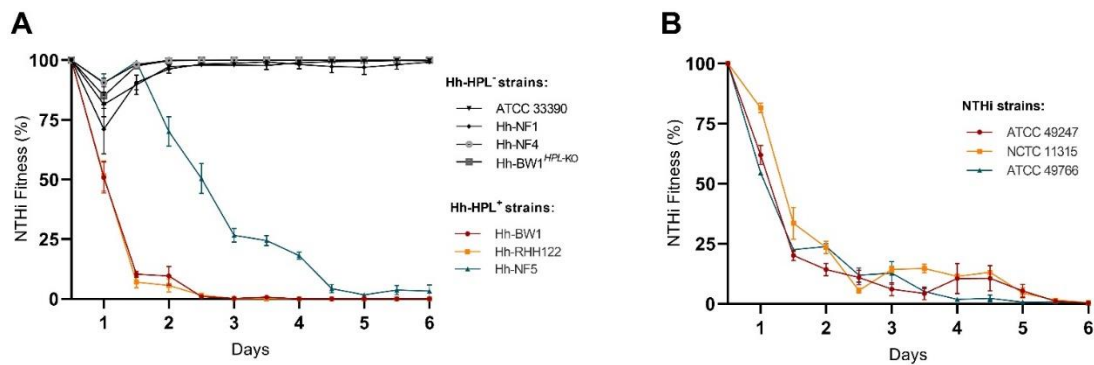 A
NTHi Fitness (%)
100
75
50
25
0
1 2 3 4 5 6
Days
Hh-HPL⁻ strains:
ATCC 33390
Hh-NF1
Hh-NF4
Hh-BW1ᴴᴾᴸ⁻ᴷᴼ
Hh-HPL⁺ strains:
Hh-BW1
Hh-RHH122
Hh-NF5
B
NTHi Fitness (%)
100
75
50
25
0
1 2 3 4 5 6
Days
NTHi strains:
ATCC 49247
NCTC 11315
ATCC 49766